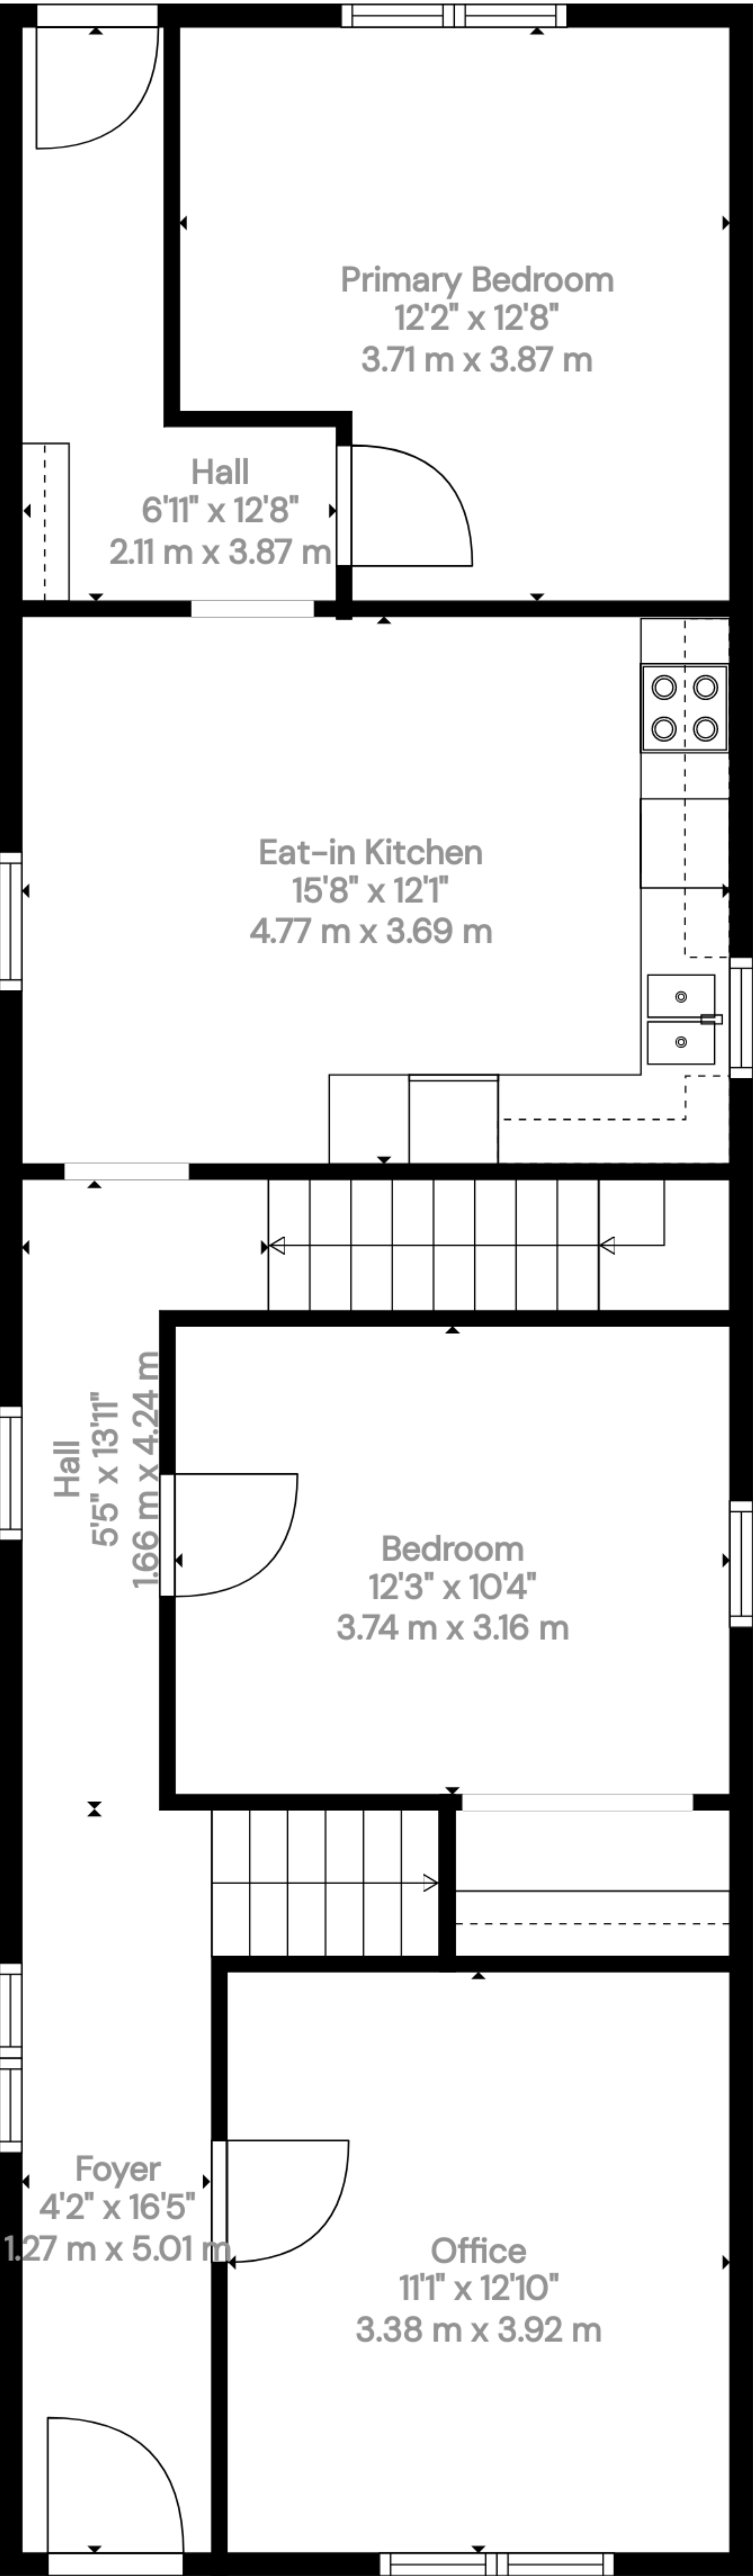 Primary Bedroom
12'2" x 12'8"
3.71 m x 3.87 m
Hall
6'11" x 12'8"
2.11 m x 3.87 m
Eat-in Kitchen
15'8" x 12'1"
4.77 m x 3.69 m
Hall
5'5" x 13'11"
1.66 m x 4.24 m
Bedroom
12'3" x 10'4"
3.74 m x 3.16 m
Foyer
4'2" x 16'5"
1.27 m x 5.01 m
Office
11'1" x 12'10"
3.38 m x 3.92 m